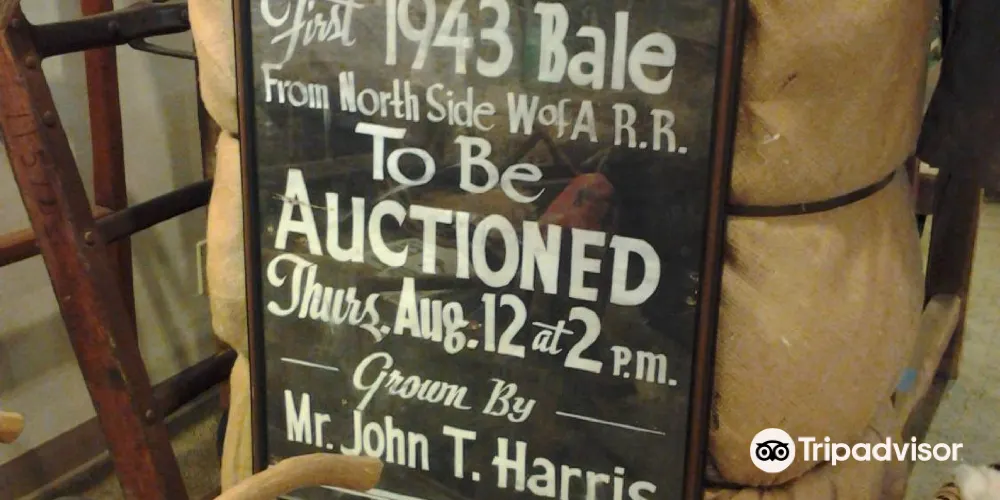 First 1943 Bale
From North Side W of A R.R.
To Be
AUCTIONED
Thurs. Aug. 12 at 2 P.M.
Grown By
Mr. John T. Harris
Tripadvisor